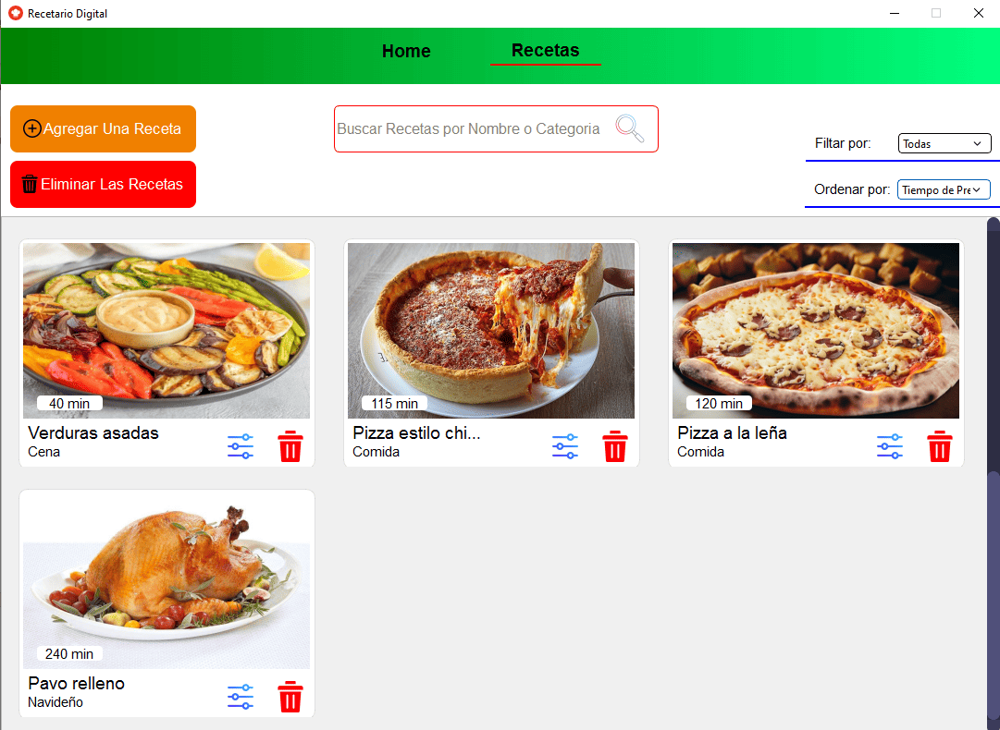 Recetario Digital
Home
Recetas
Agregar Una Receta
Buscar Recetas por Nombre o Categoria
Filtar por:
Todas
Eliminar Las Recetas
Ordenar por:
Tiempo de Pre
40 min
115 min
120 min
Verduras asadas
Pizza estilo chi...
Pizza a la leña
Cena
Comida
Comida
240 min
Pavo relleno
Navideño